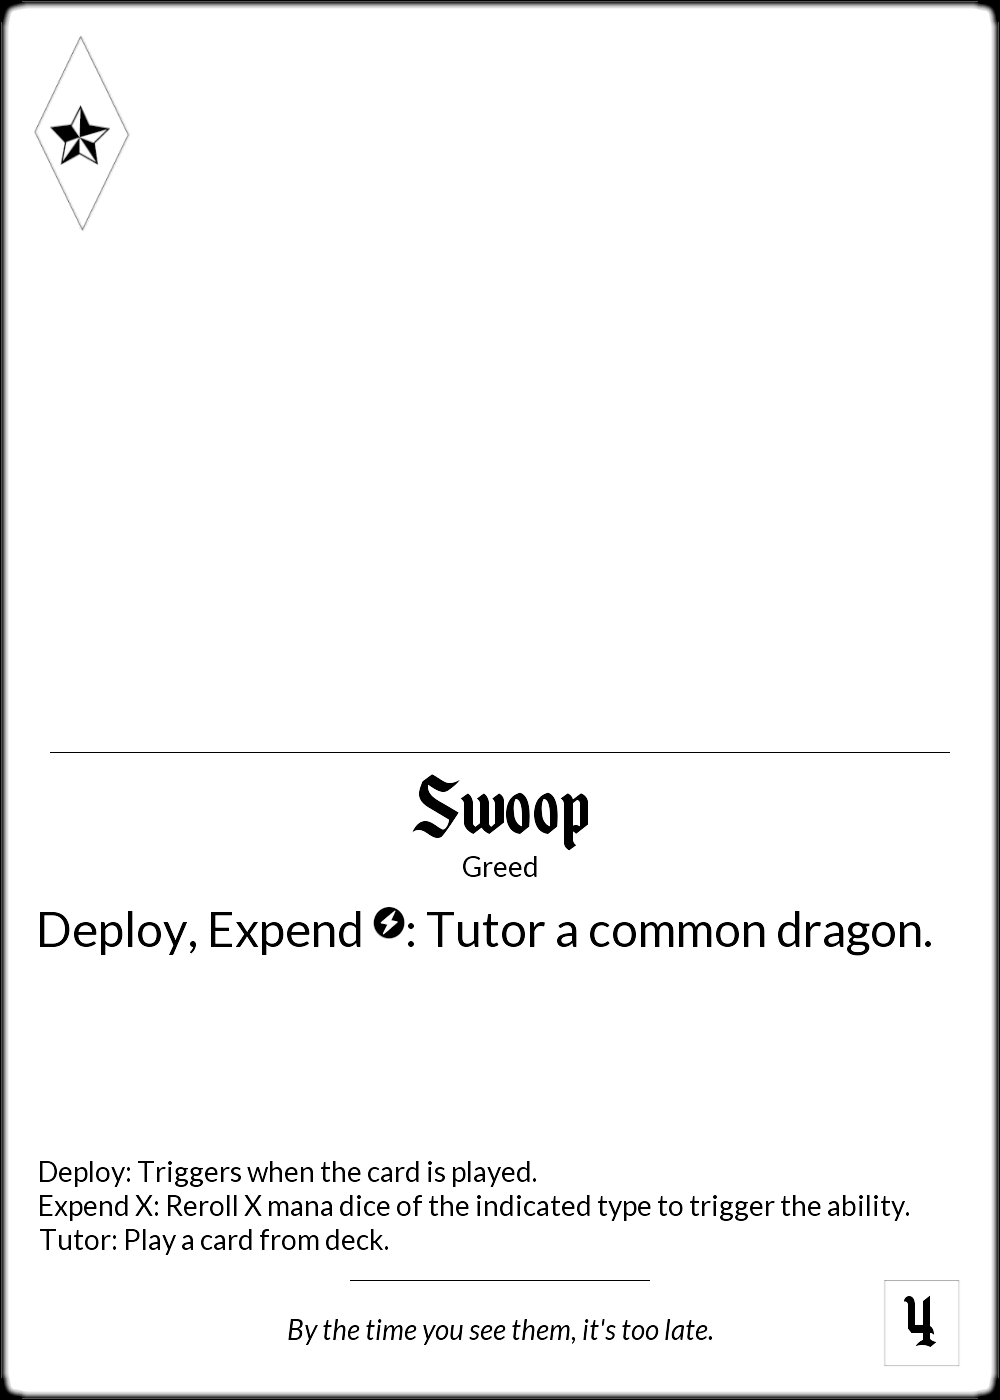 Swoop
Greed
Deploy, Expend : Tutor a common dragon.
Deploy: Triggers when the card is played.
Expend X: Reroll X mana dice of the indicated type to trigger the ability.
Tutor: Play a card from deck.
By the time you see them, it's too late.
4